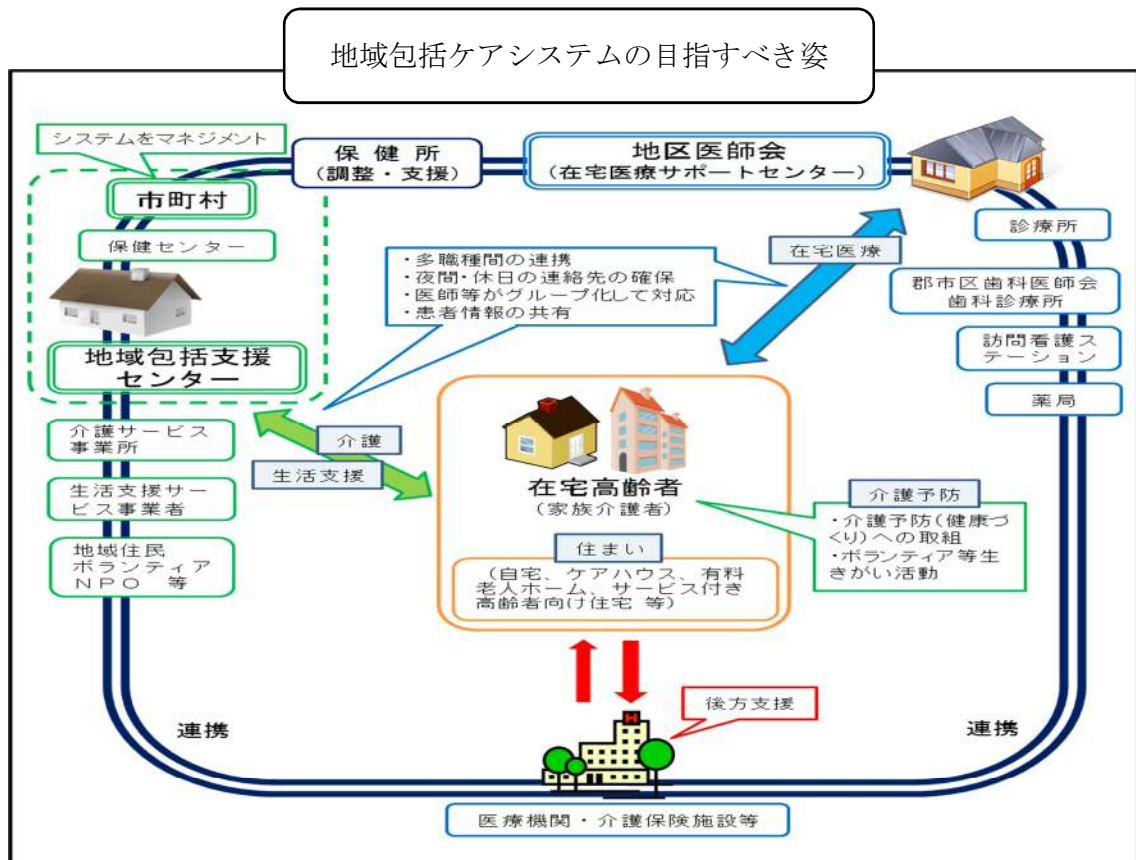 地域包括ケアシステムの目指すべき姿
システムをマネジメント
市町村
保健センター
地域包括支援
センター
介護サービス
事業所
生活支援サー
ビス事業者
地域住民
ボランティア
NPO 等
保健所
(調整・支援)
地区医師会
(在宅医療サポートセンター)
診療所
郡市区歯科医師会
歯科診療所
訪問看護ス
テーション
薬局
・多職種間の連携
・夜間・休日の連絡先の確保
・医師等がグループ化して対応
・患者情報の共有
在宅医療
介護
生活支援
在宅高齢者
(家族介護者)
住まい
(自宅、ケアハウス、有料
老人ホーム、サービス付き
高齢者向け住宅 等)
介護予防
・介護予防(健康づ
くり)への取組
・ボランティア等生
きがい活動
後方支援
連携
連携
H
医療機関・介護保険施設等